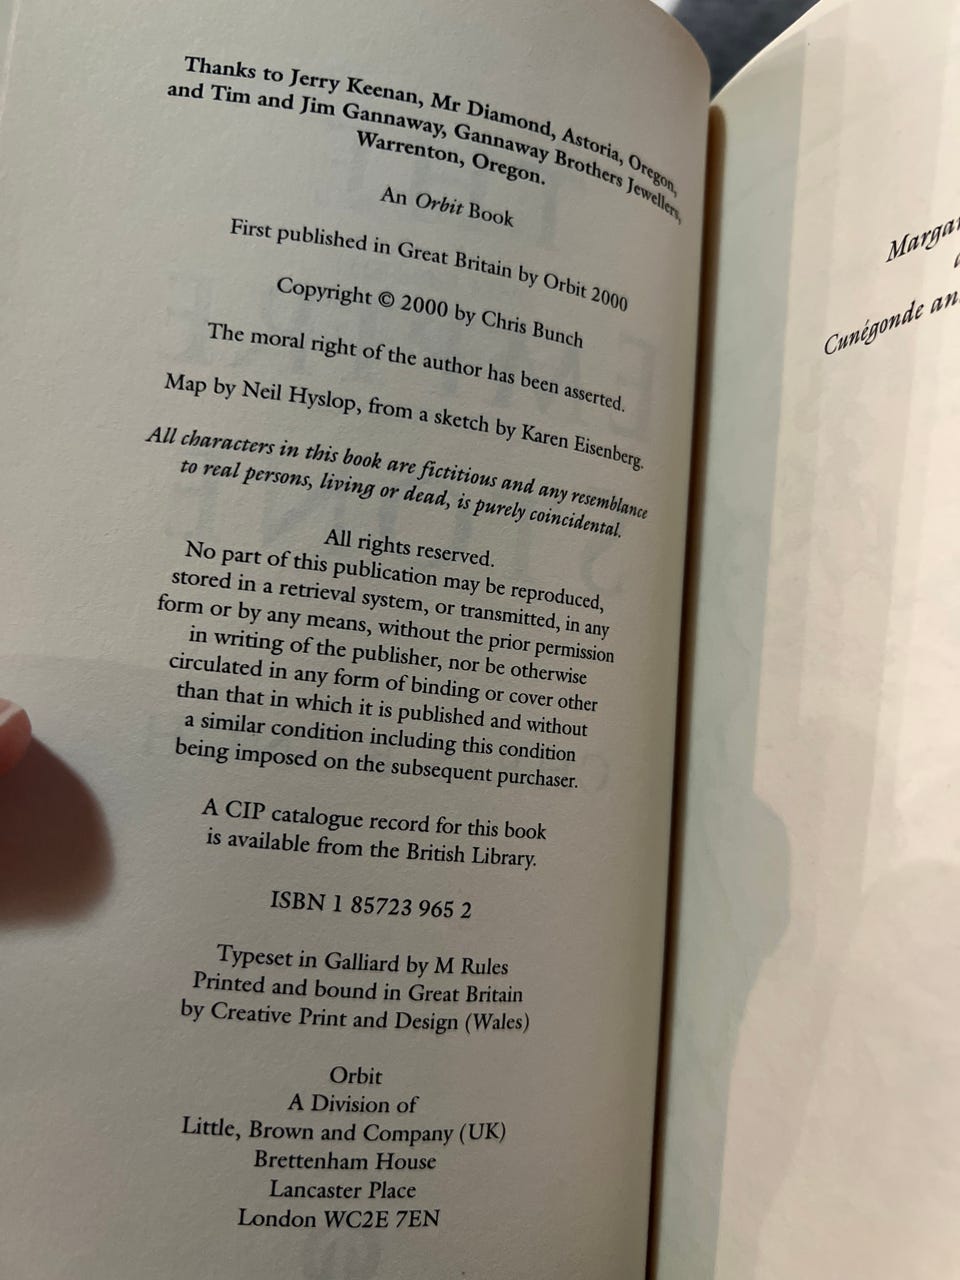 Thanks to Jerry Keenan, Mr Diamond, Astoria, Oregon,
and Tim and Jim Gannaway, Gannaway Brothers Jewellers,
Warrenton, Oregon.
An Orbit Book
First published in Great Britain by Orbit 2000
Copyright © 2000 by Chris Bunch
The moral right of the author has been asserted.
Map by Neil Hyslop, from a sketch by Karen Eisenberg.
All characters in this book are fictitious and any resemblance
to real persons, living or dead, is purely coincidental.
All rights reserved.
No part of this publication may be reproduced,
stored in a retrieval system, or transmitted, in any
form or by any means, without the prior permission
in writing of the publisher, nor be otherwise
circulated in any form of binding or cover other
than that in which it is published and without
a similar condition including this condition
being imposed on the subsequent purchaser.
A CIP catalogue record for this book
is available from the British Library.
ISBN 1 85723 965 2
Typeset in Galliard by M Rules
Printed and bound in Great Britain
by Creative Print and Design (Wales)
Orbit
A Division of
Little, Brown and Company (UK)
Brettenham House
Lancaster Place
London WC2E 7EN
Cunégonde